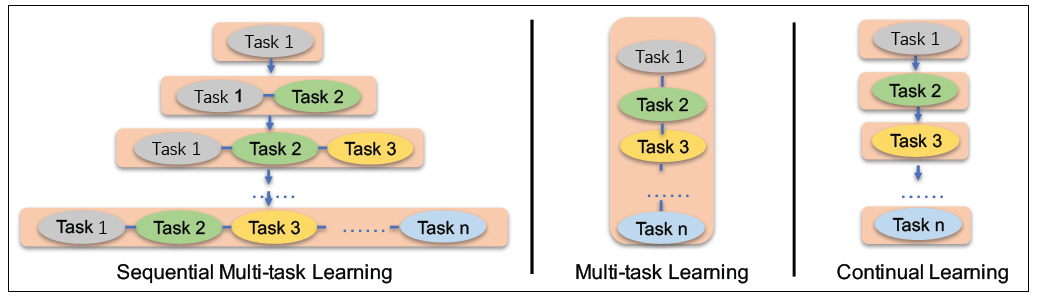 Task 1
Task 1 Task 2
Task 1 Task 2 Task 3
......
Task 1 Task 2 Task 3 ...... Task n
Sequential Multi-task Learning
Task 1
Task 2
Task 3
......
Task n
Multi-task Learning
Task 1
Task 2
Task 3
......
Task n
Continual Learning